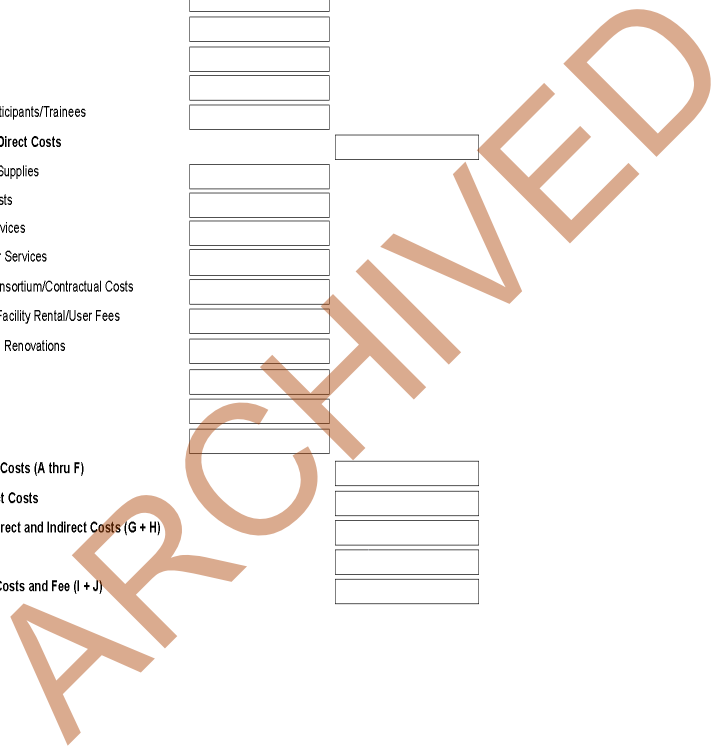 ticipants/Trainees
Direct Costs
Supplies
sts
vices
r Services
nsortium/Contractual Costs
Facility Rental/User Fees
Renovations
Costs (A thru F)
t Costs
rect and Indirect Costs (G + H)
Costs and Fee (I + J)
ARCHIVED